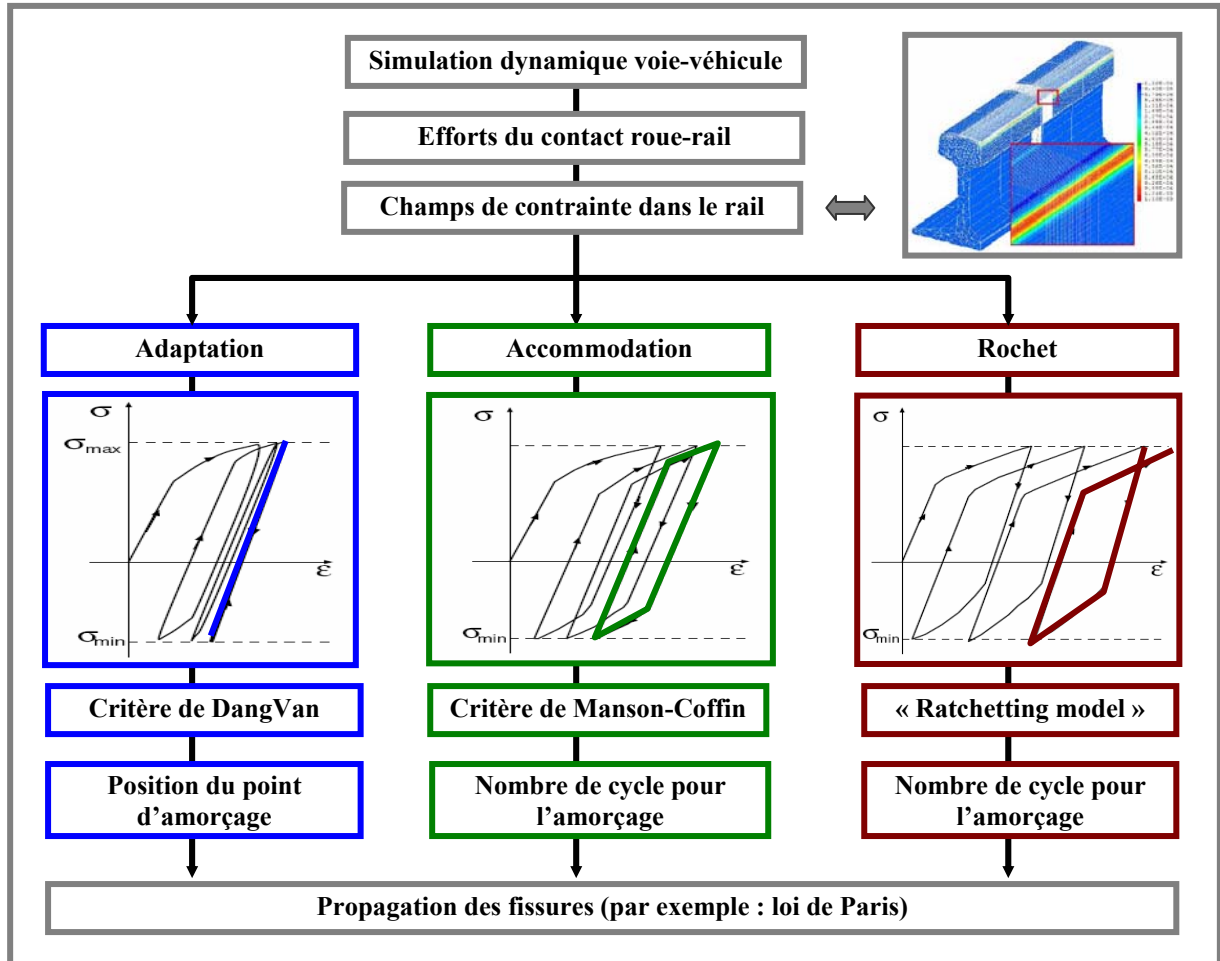 Simulation dynamique voie-véhicule
Efforts du contact roue-rail
Champs de contrainte dans le rail
Adaptation
Accommodation
Rochet
σ
σmax
ε
σmin
σ
ε
σmin
σ
ε
σmin
Critère de DangVan
Critère de Manson-Coffin
« Ratchetting model »
Position du point
d’amorçage
Nombre de cycle pour
l’amorçage
Nombre de cycle pour
l’amorçage
Propagation des fissures (par exemple : loi de Paris)